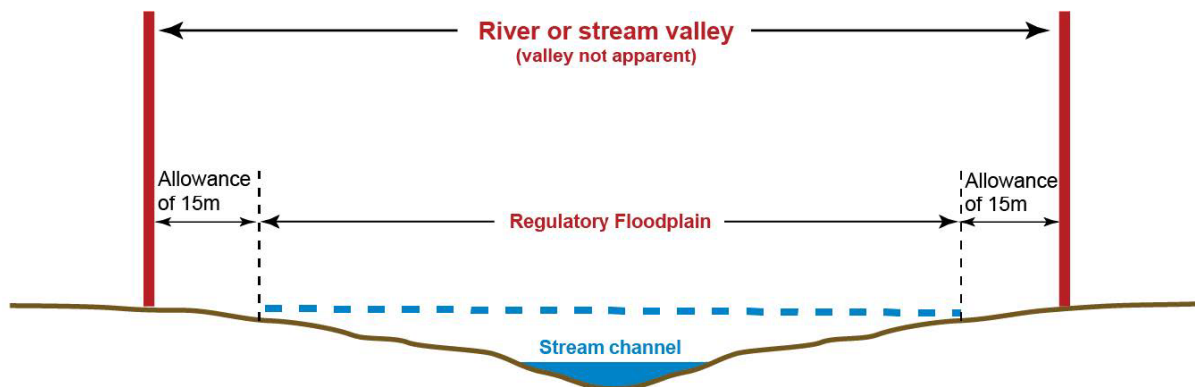 River or stream valley
(valley not apparent)
Allowance
of 15m
Allowance
of 15m
Regulatory Floodplain
Stream channel